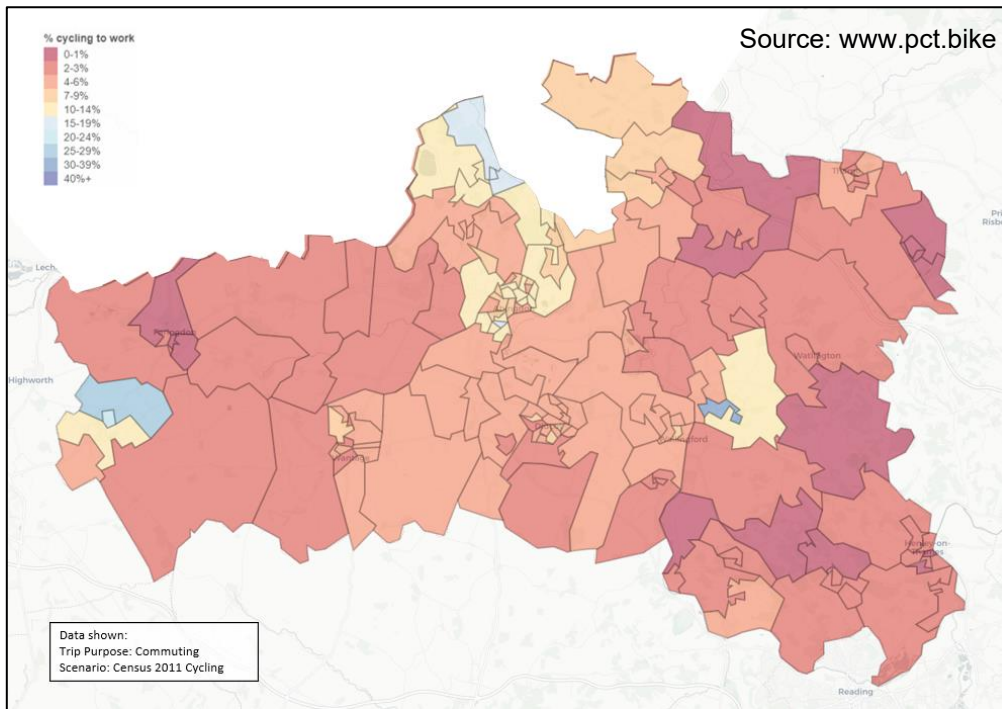 Source: www.pct.bike
% cycling to work
0-1%
2-3%
4-6%
7-9%
10-14%
15-19%
20-24%
25-29%
30-39%
40%+
Lech
Highworth
Watlington
Reading
Data shown:
Trip Purpose: Commuting
Scenario: Census 2011 Cycling